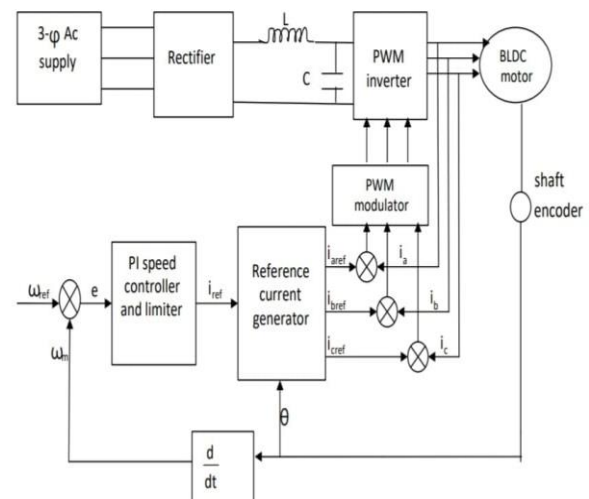 3-φ Ac
supply
Rectifier
L
C
PWM
inverter
BLDC
motor
PWM
modulator
shaft
encoder
ωref
e
PI speed
controller
and limiter
iref
Reference
current
generator
iaref
ia
ibref
ib
icref
ic
ωm
θ
d
dt